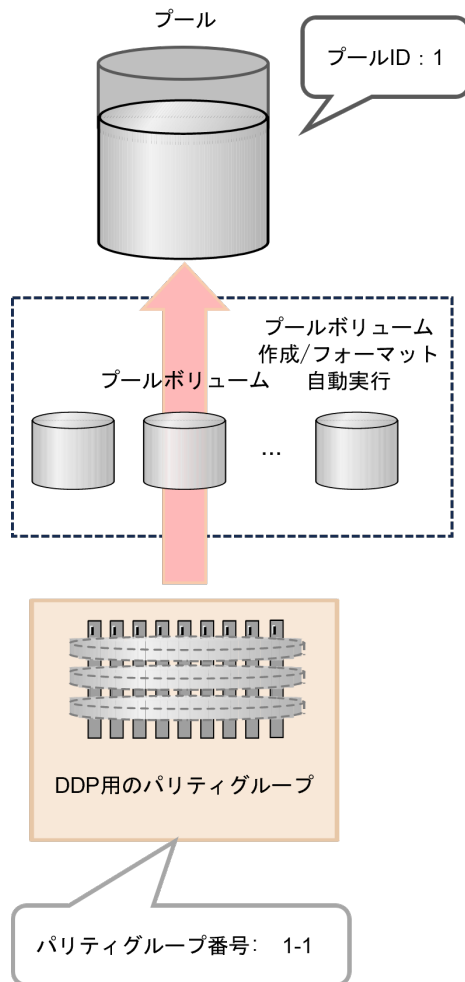 プール
プールID：1
プールボリューム
作成/フォーマット
自動実行
プールボリューム
...
DDP用のパリティグループ
パリティグループ番号:　1-1